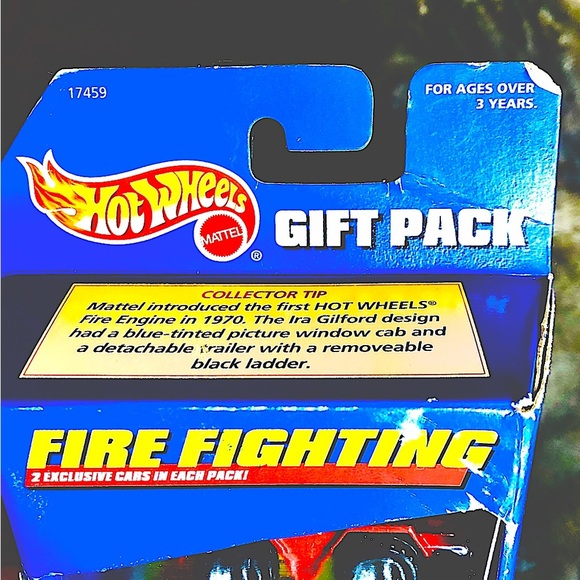 17459
FOR AGES OVER
3 YEARS.
HOT WHEELS
MATTEL
®
GIFT PACK
COLLECTOR TIP
Mattel introduced the first HOT WHEELS®
Fire Engine in 1970. The Ira Gilford design
had a blue-tinted picture window cab and
a detachable trailer with a removeable
black ladder.
FIRE FIGHTING
2 EXCLUSIVE CARS IN EACH PACK!